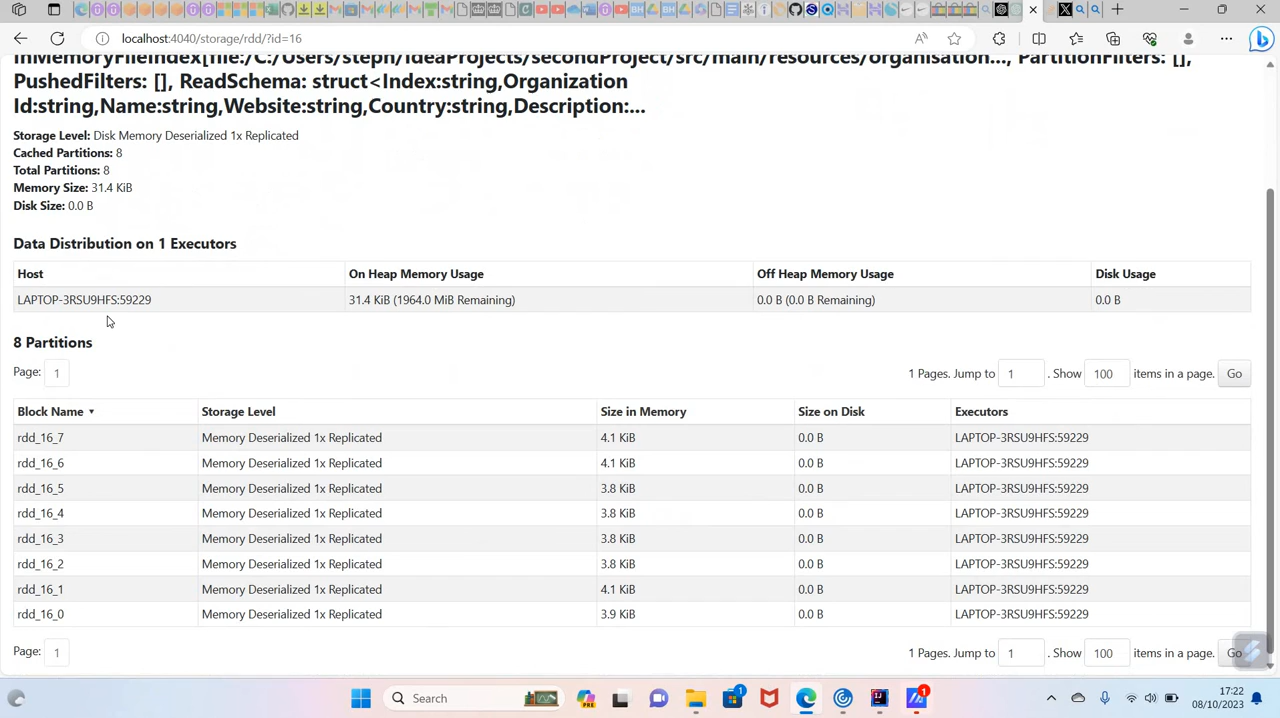 localhost:4040/storage/rdd/?id=16
InMemoryFileIndex[file:/C:/Users/steph/IdeaProjects/secondProject/src/main/resources/organisation..., PartitionFilters: [],
PushedFilters: [], ReadSchema: struct<Index:string,Organization
Id:string,Name:string,Website:string,Country:string,Description:...
Storage Level: Disk Memory Deserialized 1x Replicated
Cached Partitions: 8
Total Partitions: 8
Memory Size: 31.4 KiB
Disk Size: 0.0 B
Data Distribution on 1 Executors
Host On Heap Memory Usage Off Heap Memory Usage Disk Usage
LAPTOP-3RSU9HFS:59229 31.4 KiB (1964.0 MiB Remaining) 0.0 B (0.0 B Remaining) 0.0 B
8 Partitions
Page: 1 1 Pages. Jump to 1 . Show 100 items in a page. Go
Block Name ▾ Storage Level Size in Memory Size on Disk Executors
rdd_16_7 Memory Deserialized 1x Replicated 4.1 KiB 0.0 B LAPTOP-3RSU9HFS:59229
rdd_16_6 Memory Deserialized 1x Replicated 4.1 KiB 0.0 B LAPTOP-3RSU9HFS:59229
rdd_16_5 Memory Deserialized 1x Replicated 3.8 KiB 0.0 B LAPTOP-3RSU9HFS:59229
rdd_16_4 Memory Deserialized 1x Replicated 3.8 KiB 0.0 B LAPTOP-3RSU9HFS:59229
rdd_16_3 Memory Deserialized 1x Replicated 3.8 KiB 0.0 B LAPTOP-3RSU9HFS:59229
rdd_16_2 Memory Deserialized 1x Replicated 3.8 KiB 0.0 B LAPTOP-3RSU9HFS:59229
rdd_16_1 Memory Deserialized 1x Replicated 4.1 KiB 0.0 B LAPTOP-3RSU9HFS:59229
rdd_16_0 Memory Deserialized 1x Replicated 3.9 KiB 0.0 B LAPTOP-3RSU9HFS:59229
Page: 1 1 Pages. Jump to 1 . Show 100 items in a page. Go
Search 17:22
08/10/2023